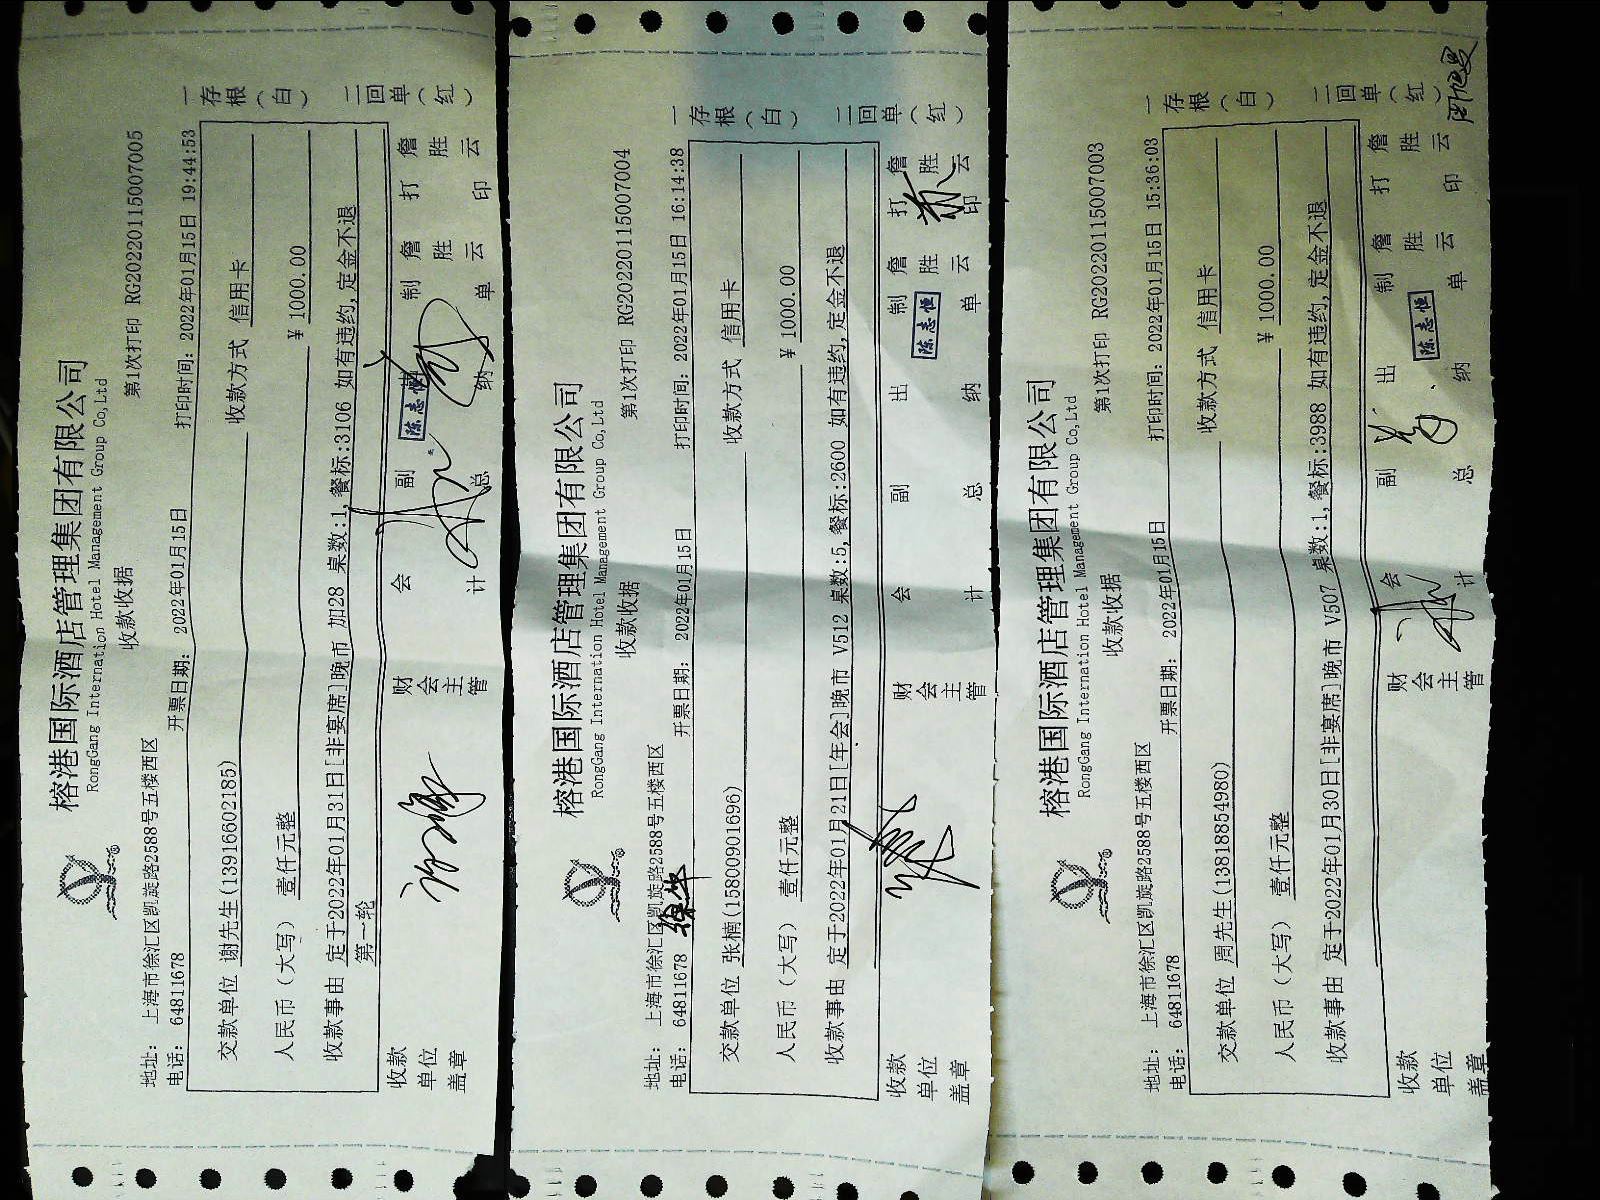 榕港国际酒店管理集团有限公司
RongGang Internation Hotel Management Group Co,Ltd
收款收据
第1次打印 RG20220115007005
地址： 上海市徐汇区凯旋路2588号五楼西区
电话： 64811678
开票日期： 2022年01月15日
打印时间：2022年01月15日 19:44:53
交款单位 谢先生(13916602185)
收款方式 信用卡
人民币（大写） 壹仟元整
¥ 1000.00
收款事由 定于2022年01月31日[非宴席]晚市 加28 桌数:1,餐标:3106 如有违约,定金不退
第一轮
收款单位盖章
财会主管
会计
副总
陈志恒
纳
制单 詹胜云
打印 詹胜云
一存根（白）
二回单（红）
榕港国际酒店管理集团有限公司
RongGang Internation Hotel Management Group Co,Ltd
收款收据
第1次打印 RG20220115007004
地址： 上海市徐汇区凯旋路2588号五楼西区
电话： 64811678
开票日期： 2022年01月15日
打印时间：2022年01月15日 16:14:38
交款单位 张楠(15800901696)
收款方式 信用卡
人民币（大写） 壹仟元整
¥ 1000.00
收款事由 定于2022年01月21日[年会]晚市 V512 桌数:5,餐标:2600 如有违约,定金不退
收款单位盖章
财会主管
会计
副总
出纳
陈志恒
制单 詹胜云
打印 詹胜云
一存根（白）
二回单（红）
榕港国际酒店管理集团有限公司
RongGang Internation Hotel Management Group Co,Ltd
收款收据
第1次打印 RG20220115007003
地址： 上海市徐汇区凯旋路2588号五楼西区
电话： 64811678
开票日期： 2022年01月15日
打印时间：2022年01月15日 15:36:03
交款单位 周先生(13818854980)
收款方式 信用卡
人民币（大写） 壹仟元整
¥ 1000.00
收款事由 定于2022年01月30日[非宴席]晚市 V507 桌数:1,餐标:3988 如有违约,定金不退
收款单位盖章
财会主管
会计
副总
出纳
陈志恒
制单 詹胜云
打印 詹胜云
一存根（白）
二回单（红）